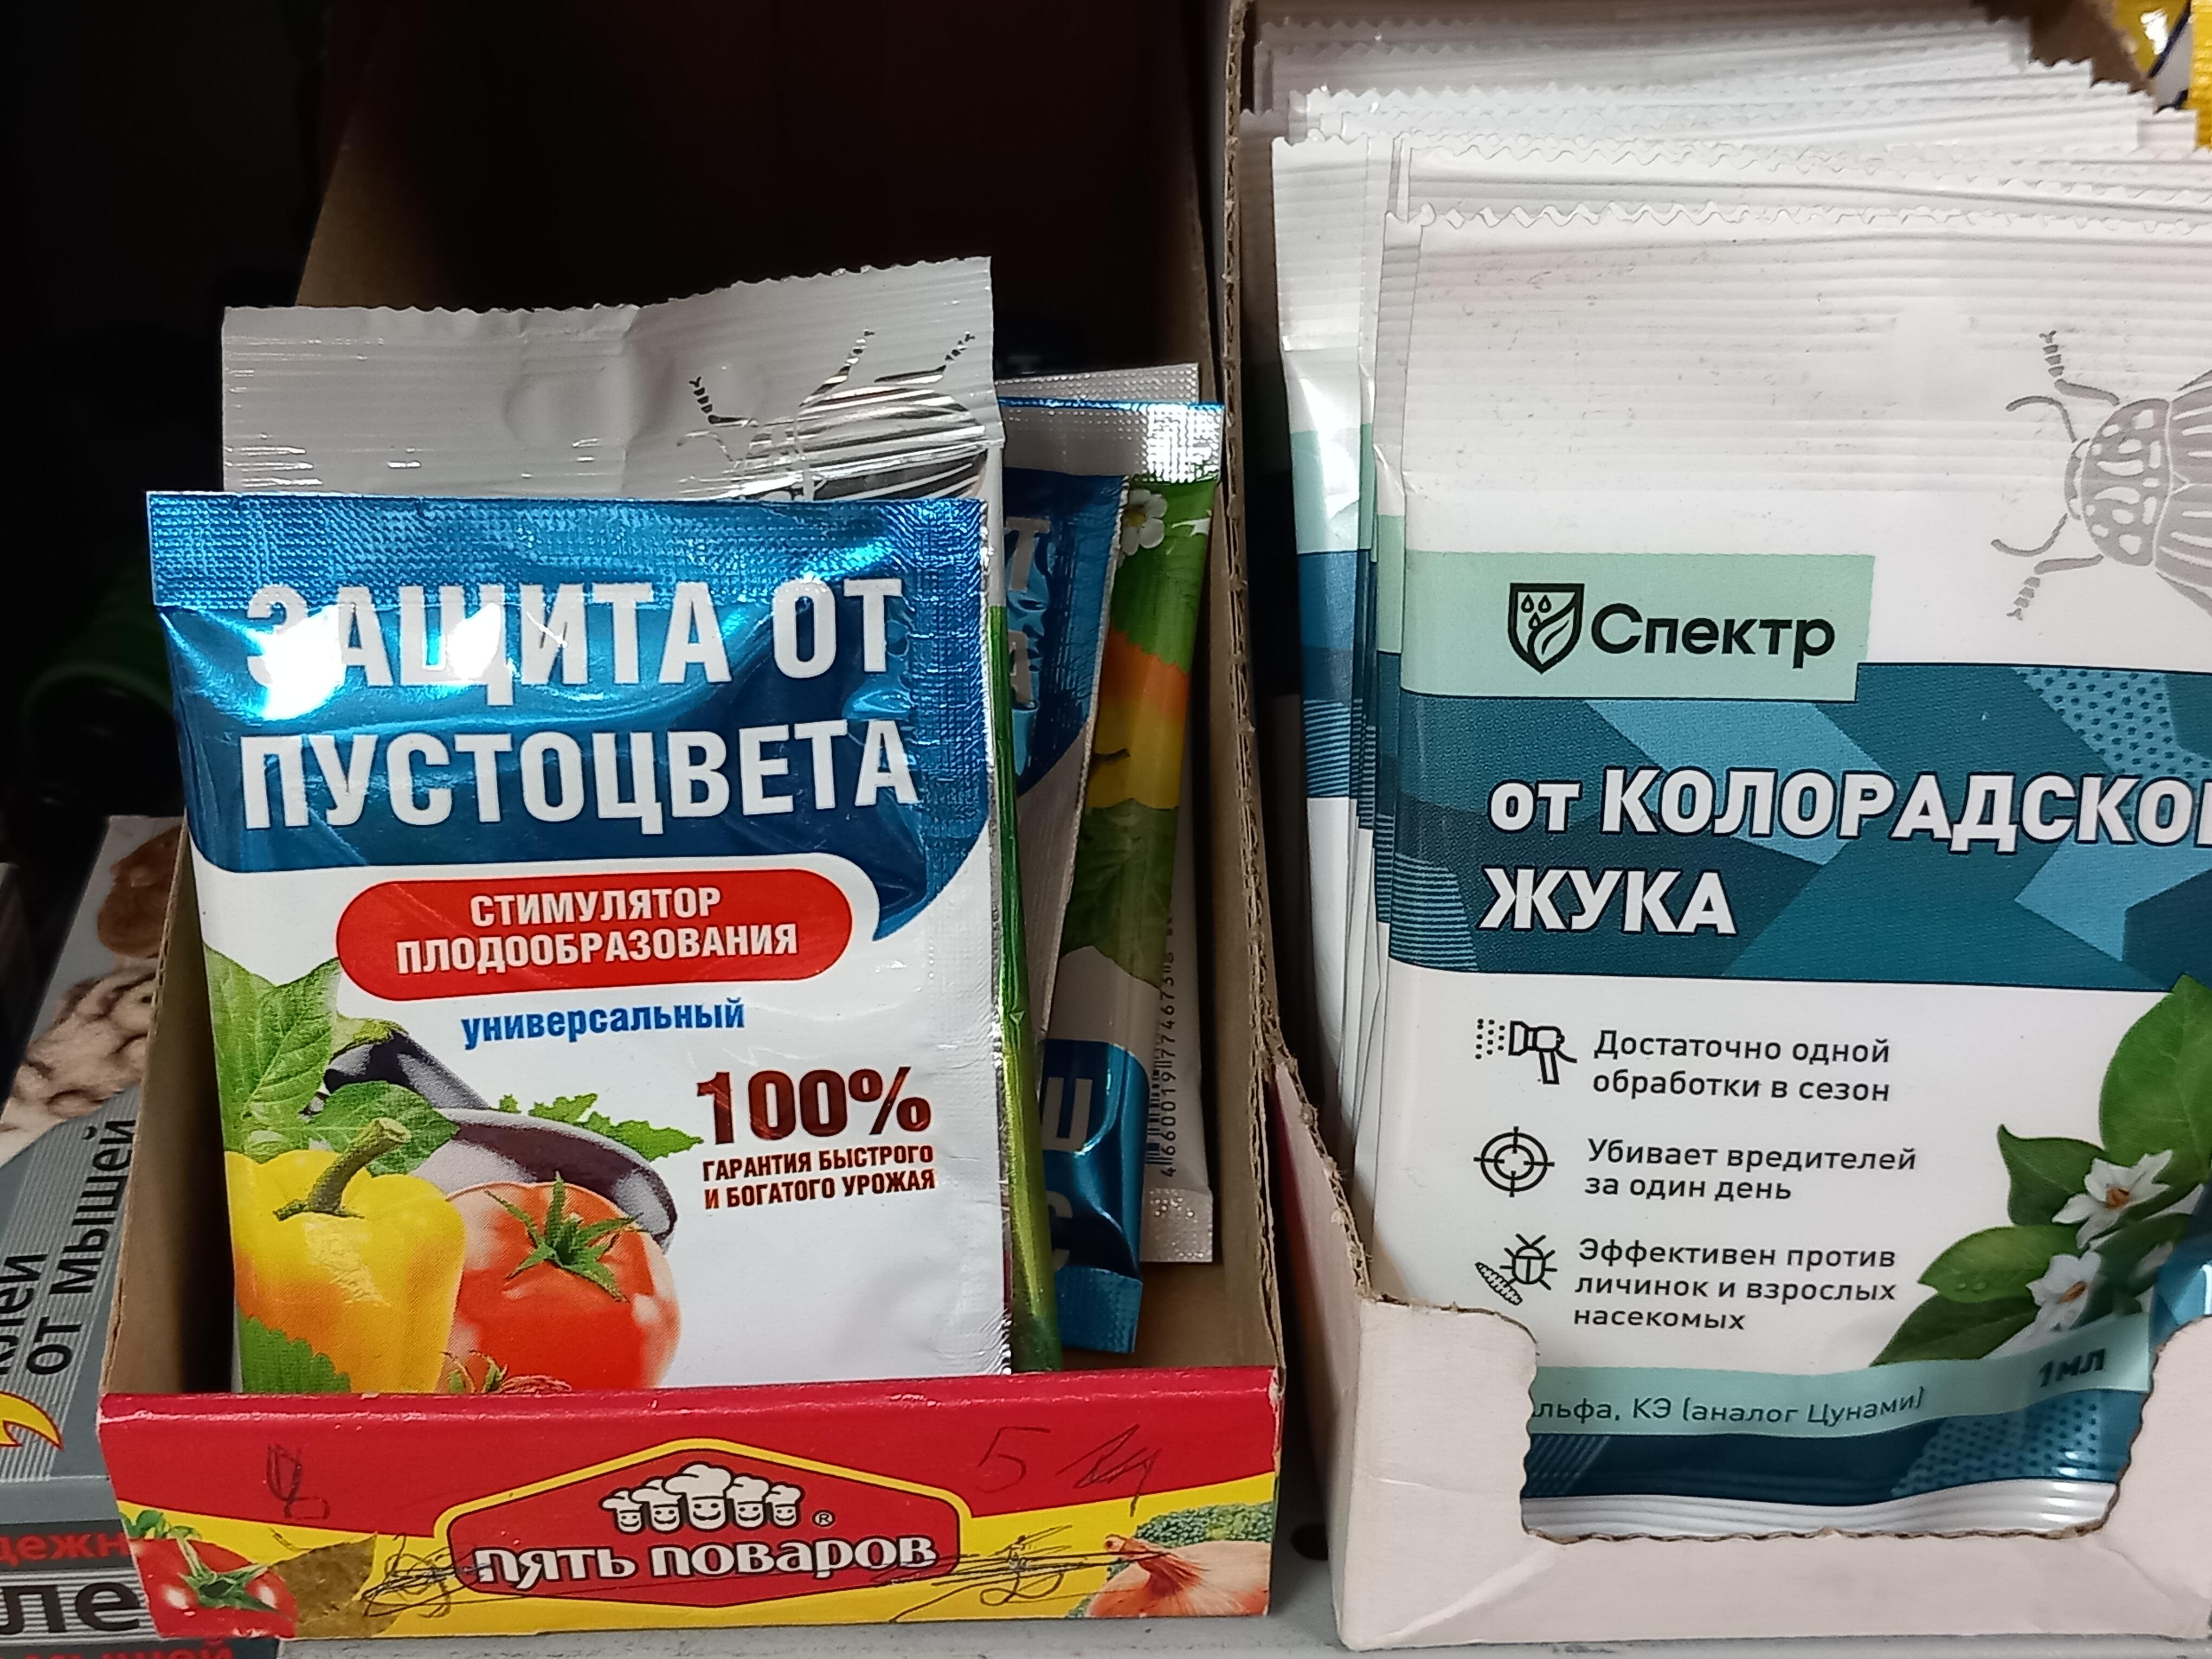 ЗАЩИТА ОТ
ПУСТОЦВЕТА
СТИМУЛЯТОР
ПЛОДООБРАЗОВАНИЯ
универсальный
100%
ГАРАНТИЯ БЫСТРОГО
И БОГАТОГО УРОЖАЯ
5
ПЯТЬ ПОВАРОВ
®
4660019774673
Спектр
от КОЛОРАДСКО
ЖУКА
Достаточно одной
обработки в сезон
Убивает вредителей
за один день
Эффективен против
личинок и взрослых
насекомых
1 мл
льфа, КЭ (аналог Цунами)
от мышей